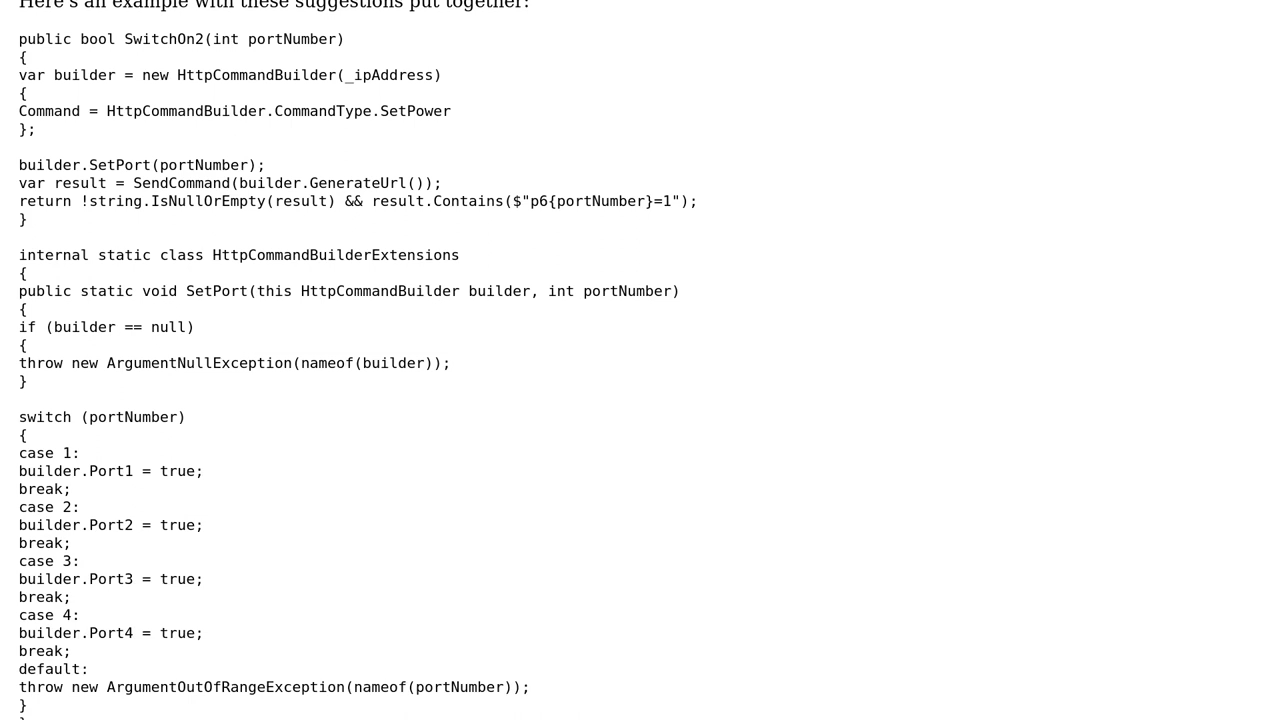 Here's an example with these suggestions put together:
public bool SwitchOn2(int portNumber)
{
var builder = new HttpCommandBuilder(_ipAddress)
{
Command = HttpCommandBuilder.CommandType.SetPower
};
builder.SetPort(portNumber);
var result = SendCommand(builder.GenerateUrl());
return !string.IsNullOrEmpty(result) && result.Contains($"p6{portNumber}=1");
}
internal static class HttpCommandBuilderExtensions
{
public static void SetPort(this HttpCommandBuilder builder, int portNumber)
{
if (builder == null)
{
throw new ArgumentNullException(nameof(builder));
}
switch (portNumber)
{
case 1:
builder.Port1 = true;
break;
case 2:
builder.Port2 = true;
break;
case 3:
builder.Port3 = true;
break;
case 4:
builder.Port4 = true;
break;
default:
throw new ArgumentOutOfRangeException(nameof(portNumber));
}
}